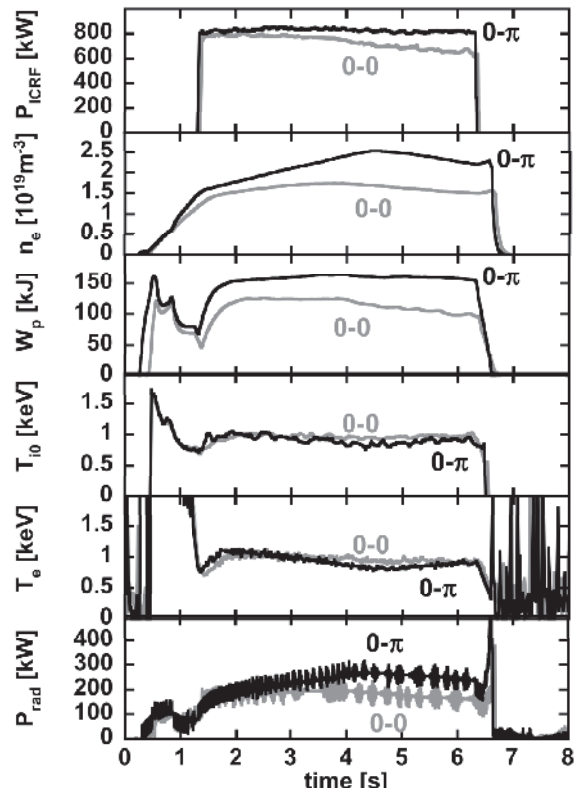 P_ICRF [kW]
800
600
400
200
0
0-π
0-0
n_e [10^19 m^-3]
2.5
2
1.5
1
0.5
0
0-π
0-0
W_p [kJ]
150
100
50
0
0-π
0-0
T_i0 [keV]
1.5
1
0.5
0
0-0
0-π
T_e [keV]
1.5
1
0.5
0
0-0
0-π
P_rad [kW]
400
300
200
100
0
0-π
0-0
0 1 2 3 4 5 6 7 8
time [s]